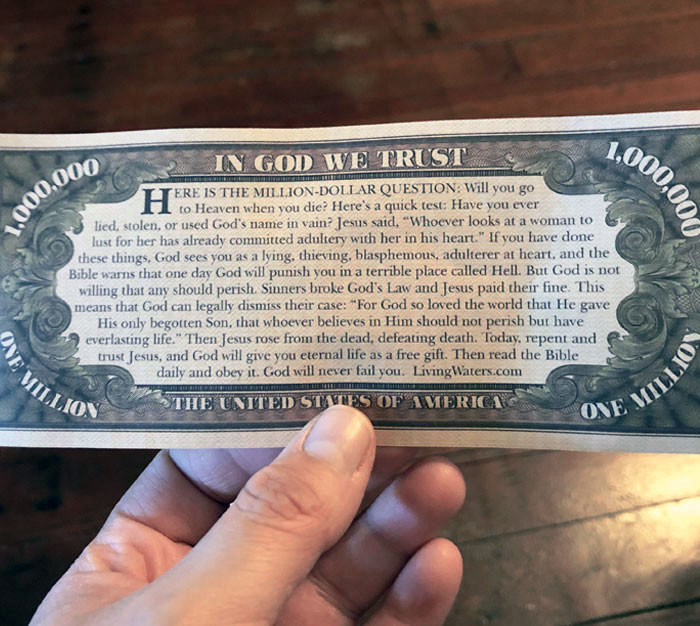 IN GOD WE TRUST
1,000,000
1,000,000
HERE IS THE MILLION-DOLLAR QUESTION: Will you go
to Heaven when you die? Here's a quick test: Have you ever
lied, stolen, or used God's name in vain? Jesus said, "Whoever looks at a woman to
lust for her has already committed adultery with her in his heart." If you have done
these things, God sees you as a lying, thieving, blasphemous, adulterer at heart, and the
Bible warns that one day God will punish you in a terrible place called Hell. But God is not
willing that any should perish. Sinners broke God's Law and Jesus paid their fine. This
means that God can legally dismiss their case: "For God so loved the world that He gave
His only begotten Son, that whoever believes in Him should not perish but have
everlasting life." Then Jesus rose from the dead, defeating death. Today, repent and
trust Jesus, and God will give you eternal life as a free gift. Then read the Bible
daily and obey it. God will never fail you. LivingWaters.com
ONE MILLION
THE UNITED STATES OF AMERICA
ONE MILLION